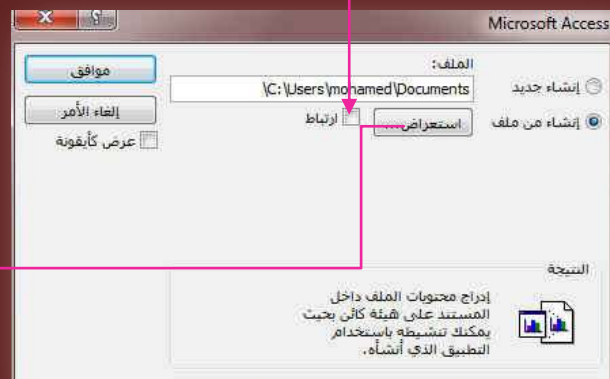 Microsoft Access
الملف:
إنشاء جديد
C:\Users\mohamed\Documents\
موافق
إنشاء من ملف
استعراض...
ارتباط
إلغاء الأمر
عرض كأيقونة
النتيجة
إدراج محتويات الملف داخل
المستند على هيئة كائن بحيث
يمكنك تنشيطه باستخدام
التطبيق الذي أنشأه.